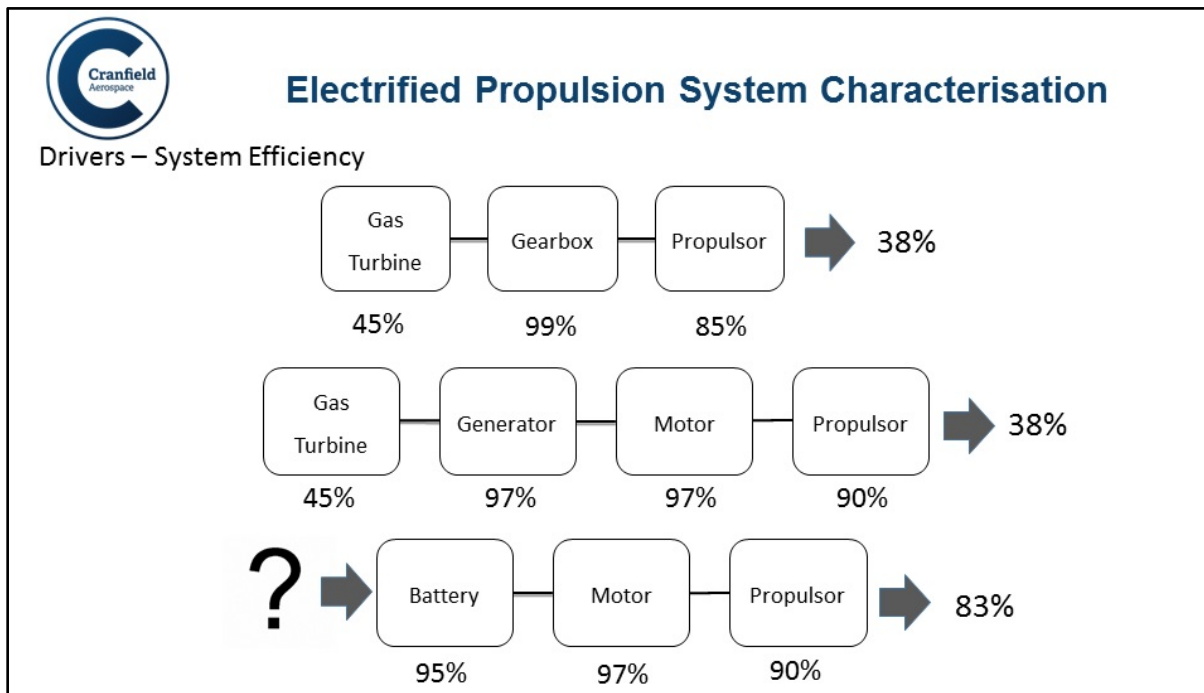 Cranfield
Aerospace
Electrified Propulsion System Characterisation
Drivers – System Efficiency
Gas
Turbine
Gearbox
Propulsor
38%
45%
99%
85%
Gas
Turbine
Generator
Motor
Propulsor
38%
45%
97%
97%
90%
?
Battery
Motor
Propulsor
83%
95%
97%
90%